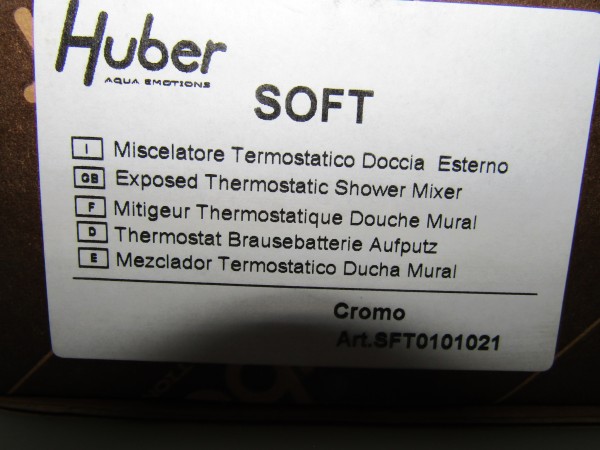 Huber
AQUA EMOTIONS
SOFT
I Miscelatore Termostatico Doccia Esterno
GB Exposed Thermostatic Shower Mixer
F Mitigeur Thermostatique Douche Mural
D Thermostat Brausebatterie Aufputz
E Mezclador Termostatico Ducha Mural
Cromo
Art.SFT0101021